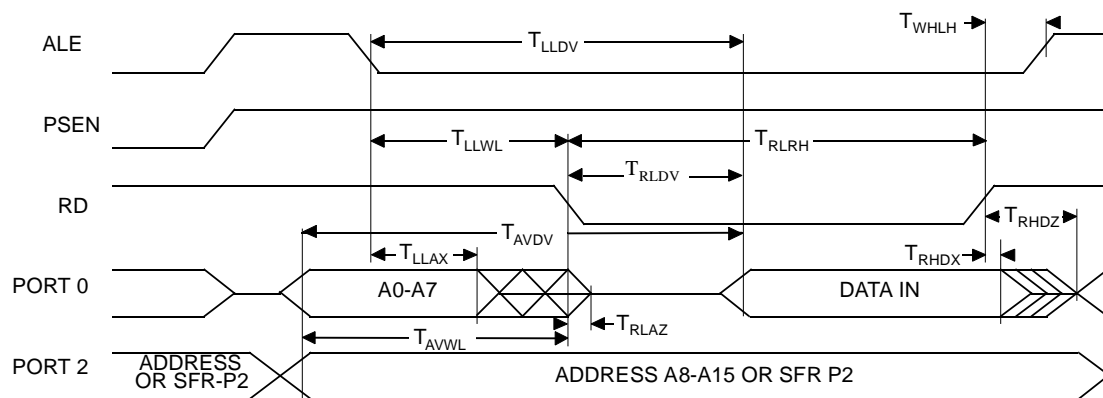 ALE
T_LLDV
T_WHLH
PSEN
T_LLWL
T_RLRH
T_RLDV
RD
T_AVDV
T_RHDZ
T_LLAX
T_RHDX
PORT 0
A0-A7
DATA IN
T_RLAZ
T_AVWL
PORT 2
ADDRESS
OR SFR-P2
ADDRESS A8-A15 OR SFR P2